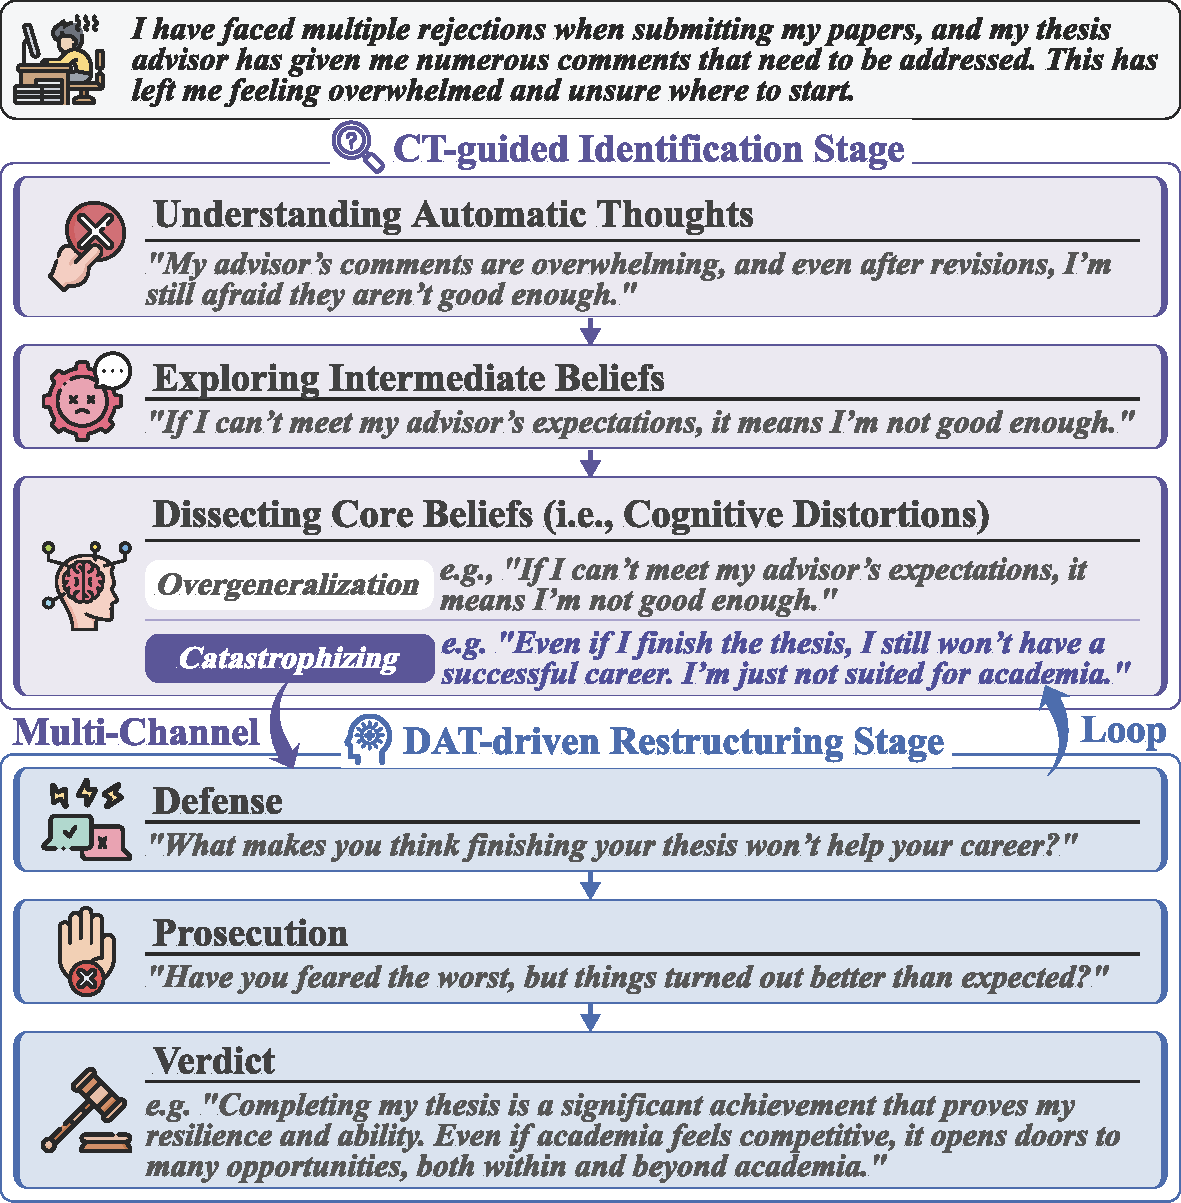 I have faced multiple rejections when submitting my papers, and my thesis
advisor has given me numerous comments that need to be addressed. This has
left me feeling overwhelmed and unsure where to start.
CT-guided Identification Stage
Understanding Automatic Thoughts
"My advisor's comments are overwhelming, and even after revisions, I'm
still afraid they aren't good enough."
Exploring Intermediate Beliefs
"If I can't meet my advisor's expectations, it means I'm not good enough."
Dissecting Core Beliefs (i.e., Cognitive Distortions)
Overgeneralization
e.g., "If I can't meet my advisor's expectations, it
means I'm not good enough."
Catastrophizing
e.g. "Even if I finish the thesis, I still won't have a
successful career. I'm just not suited for academia."
Multi-Channel
DAT-driven Restructuring Stage
Loop
Defense
"What makes you think finishing your thesis won't help your career?"
Prosecution
"Have you feared the worst, but things turned out better than expected?"
Verdict
e.g. "Completing my thesis is a significant achievement that proves my
resilience and ability. Even if academia feels competitive, it opens doors to
many opportunities, both within and beyond academia."